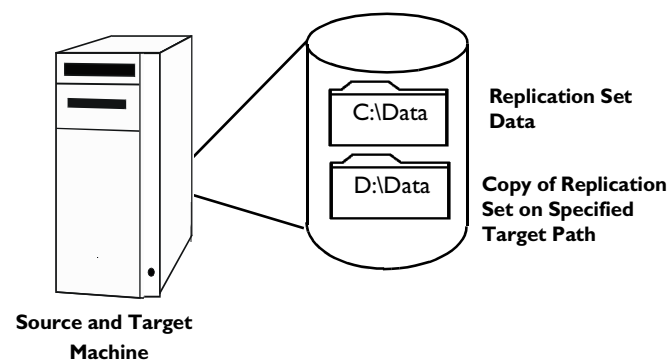 C:\Data
Replication Set
Data
D:\Data
Copy of Replication
Set on Specified
Target Path
Source and Target
Machine